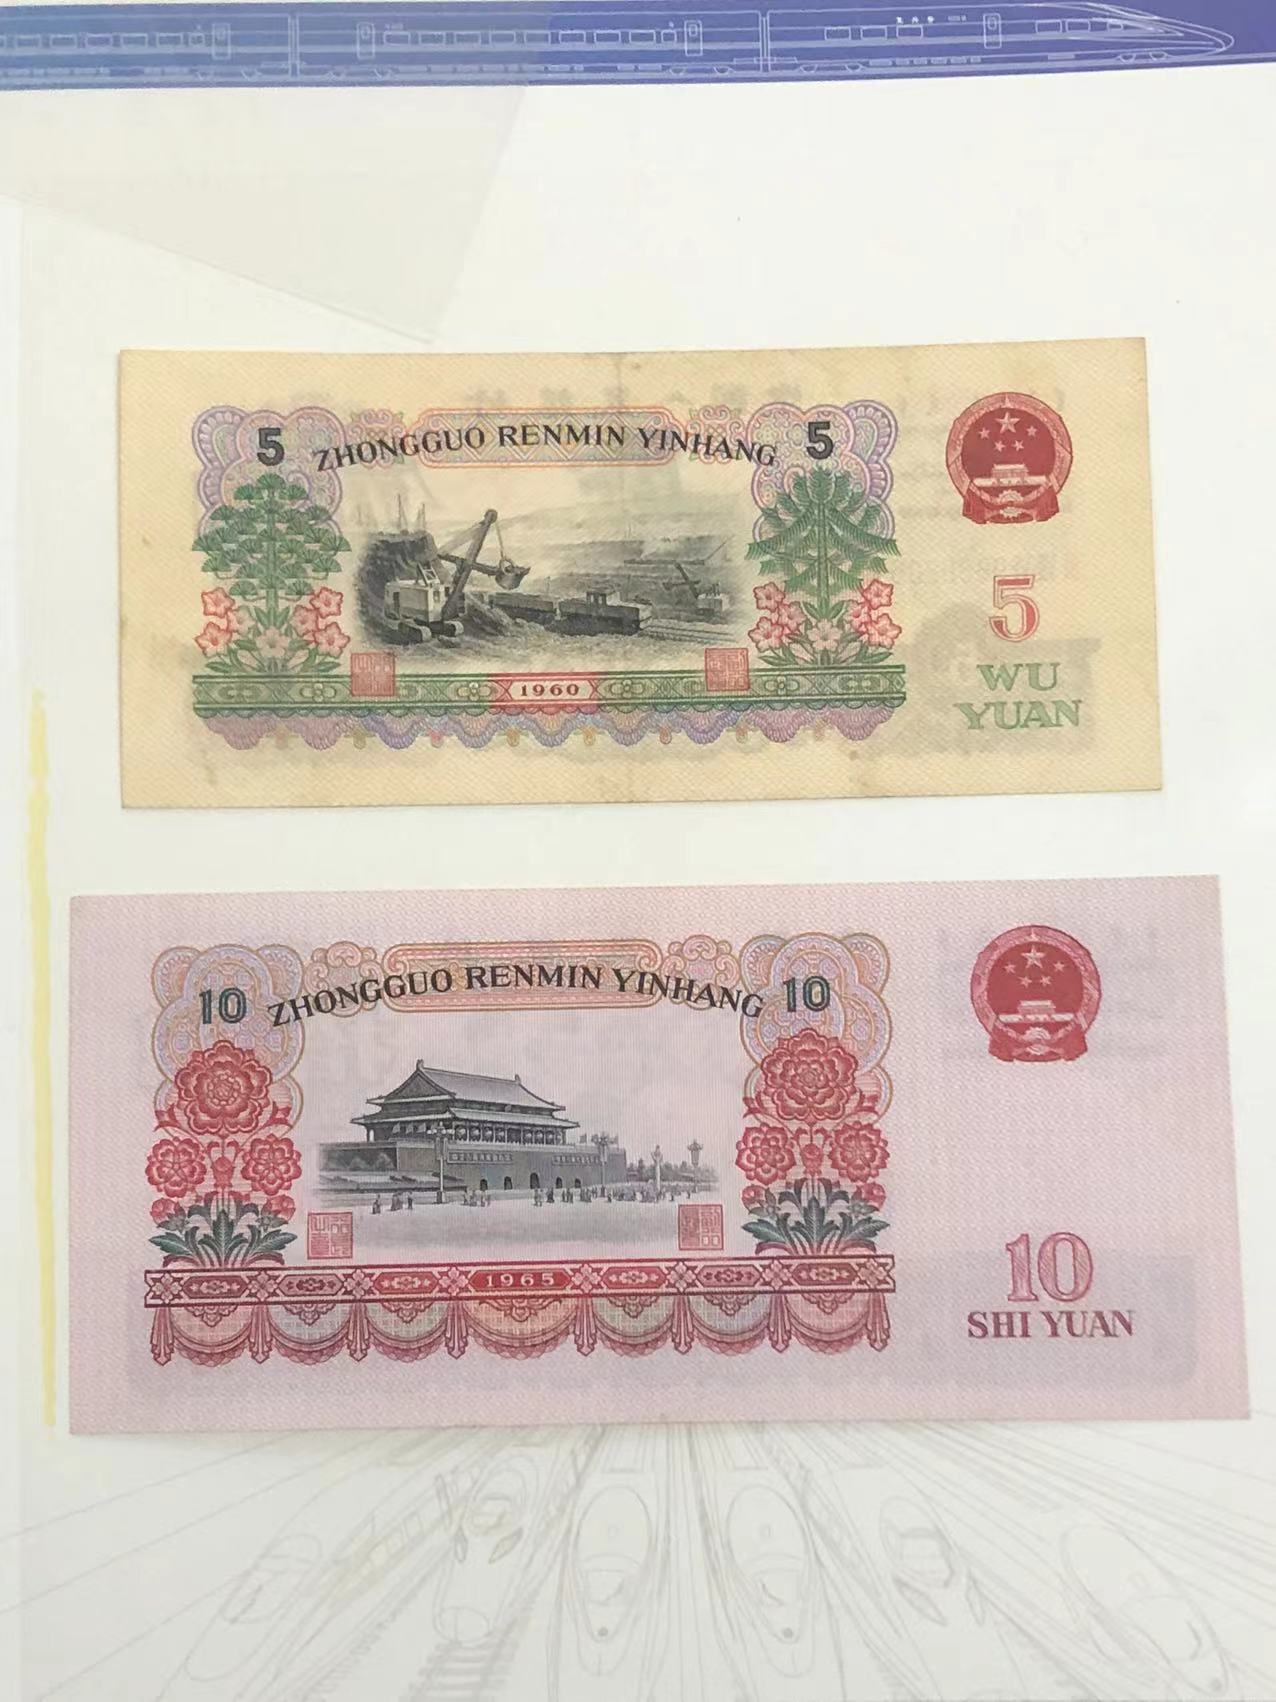 5 ZHONGGUO RENMIN YINHANG 5
5
WU
YUAN
1960
10 ZHONGGUO RENMIN YINHANG 10
10
SHI YUAN
1965